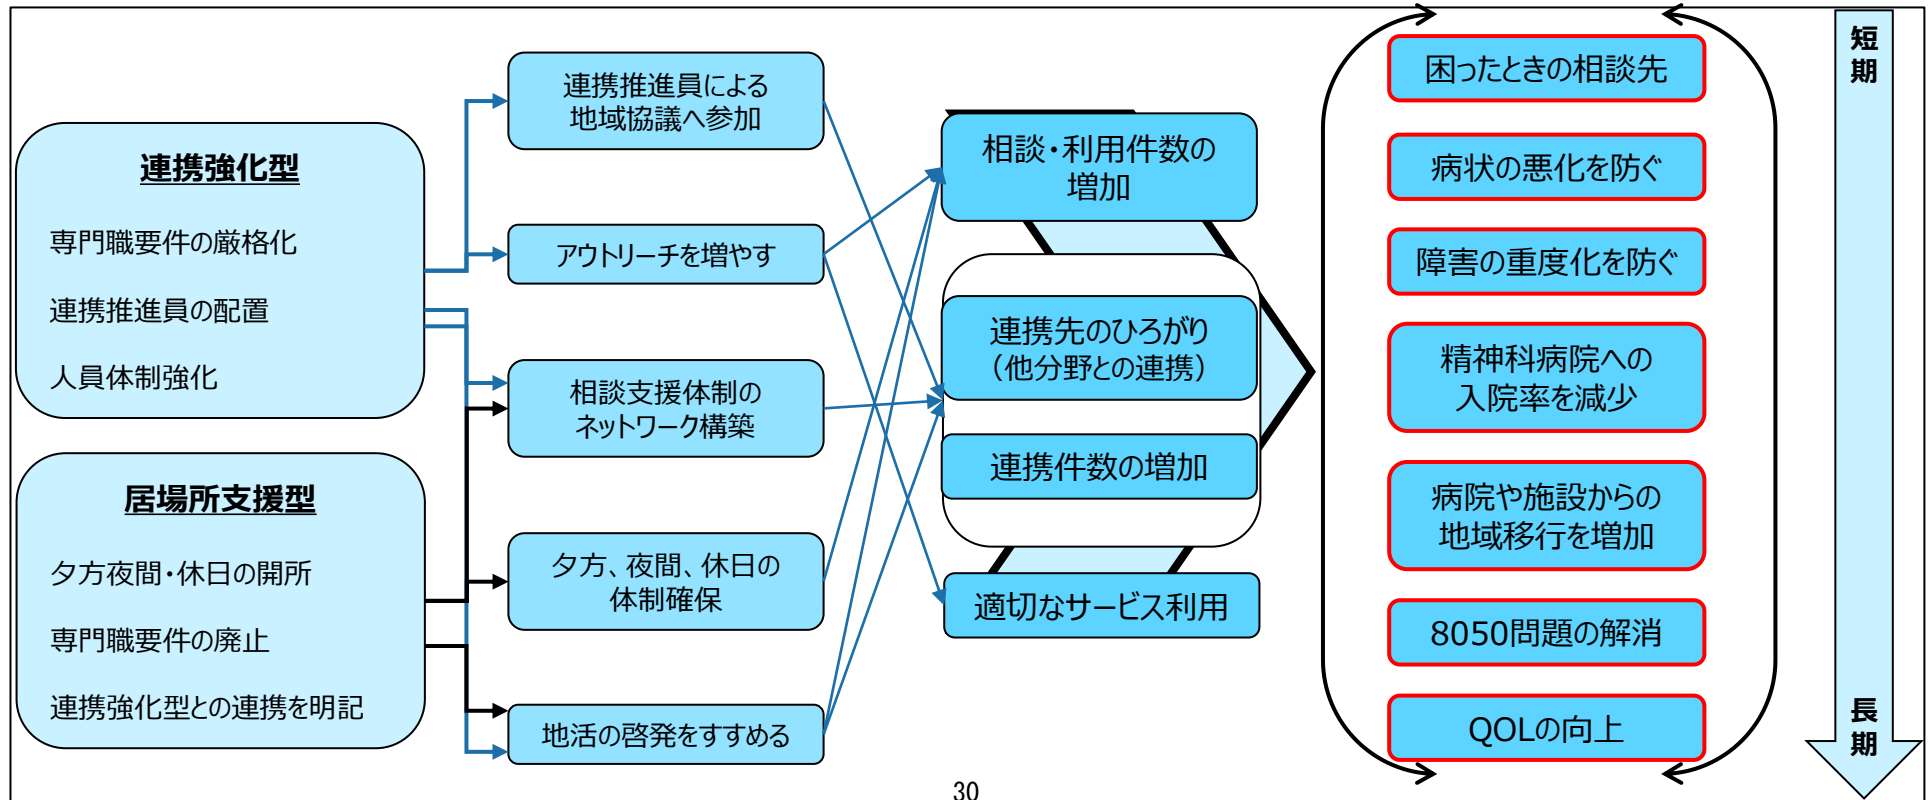 連携強化型
専門職要件の厳格化
連携推進員の配置
人員体制強化
居場所支援型
夕方夜間・休日の開所
専門職要件の廃止
連携強化型との連携を明記
連携推進員による
地域協議へ参加
アウトリーチを増やす
相談支援体制の
ネットワーク構築
夕方、夜間、休日の
体制確保
地活の啓発をすすめる
相談・利用件数の
増加
連携先のひろがり
（他分野との連携）
連携件数の増加
適切なサービス利用
困ったときの相談先
病状の悪化を防ぐ
障害の重度化を防ぐ
精神科病院への
入院率を減少
病院や施設からの
地域移行を増加
8050問題の解消
QOLの向上
短期
長期
30